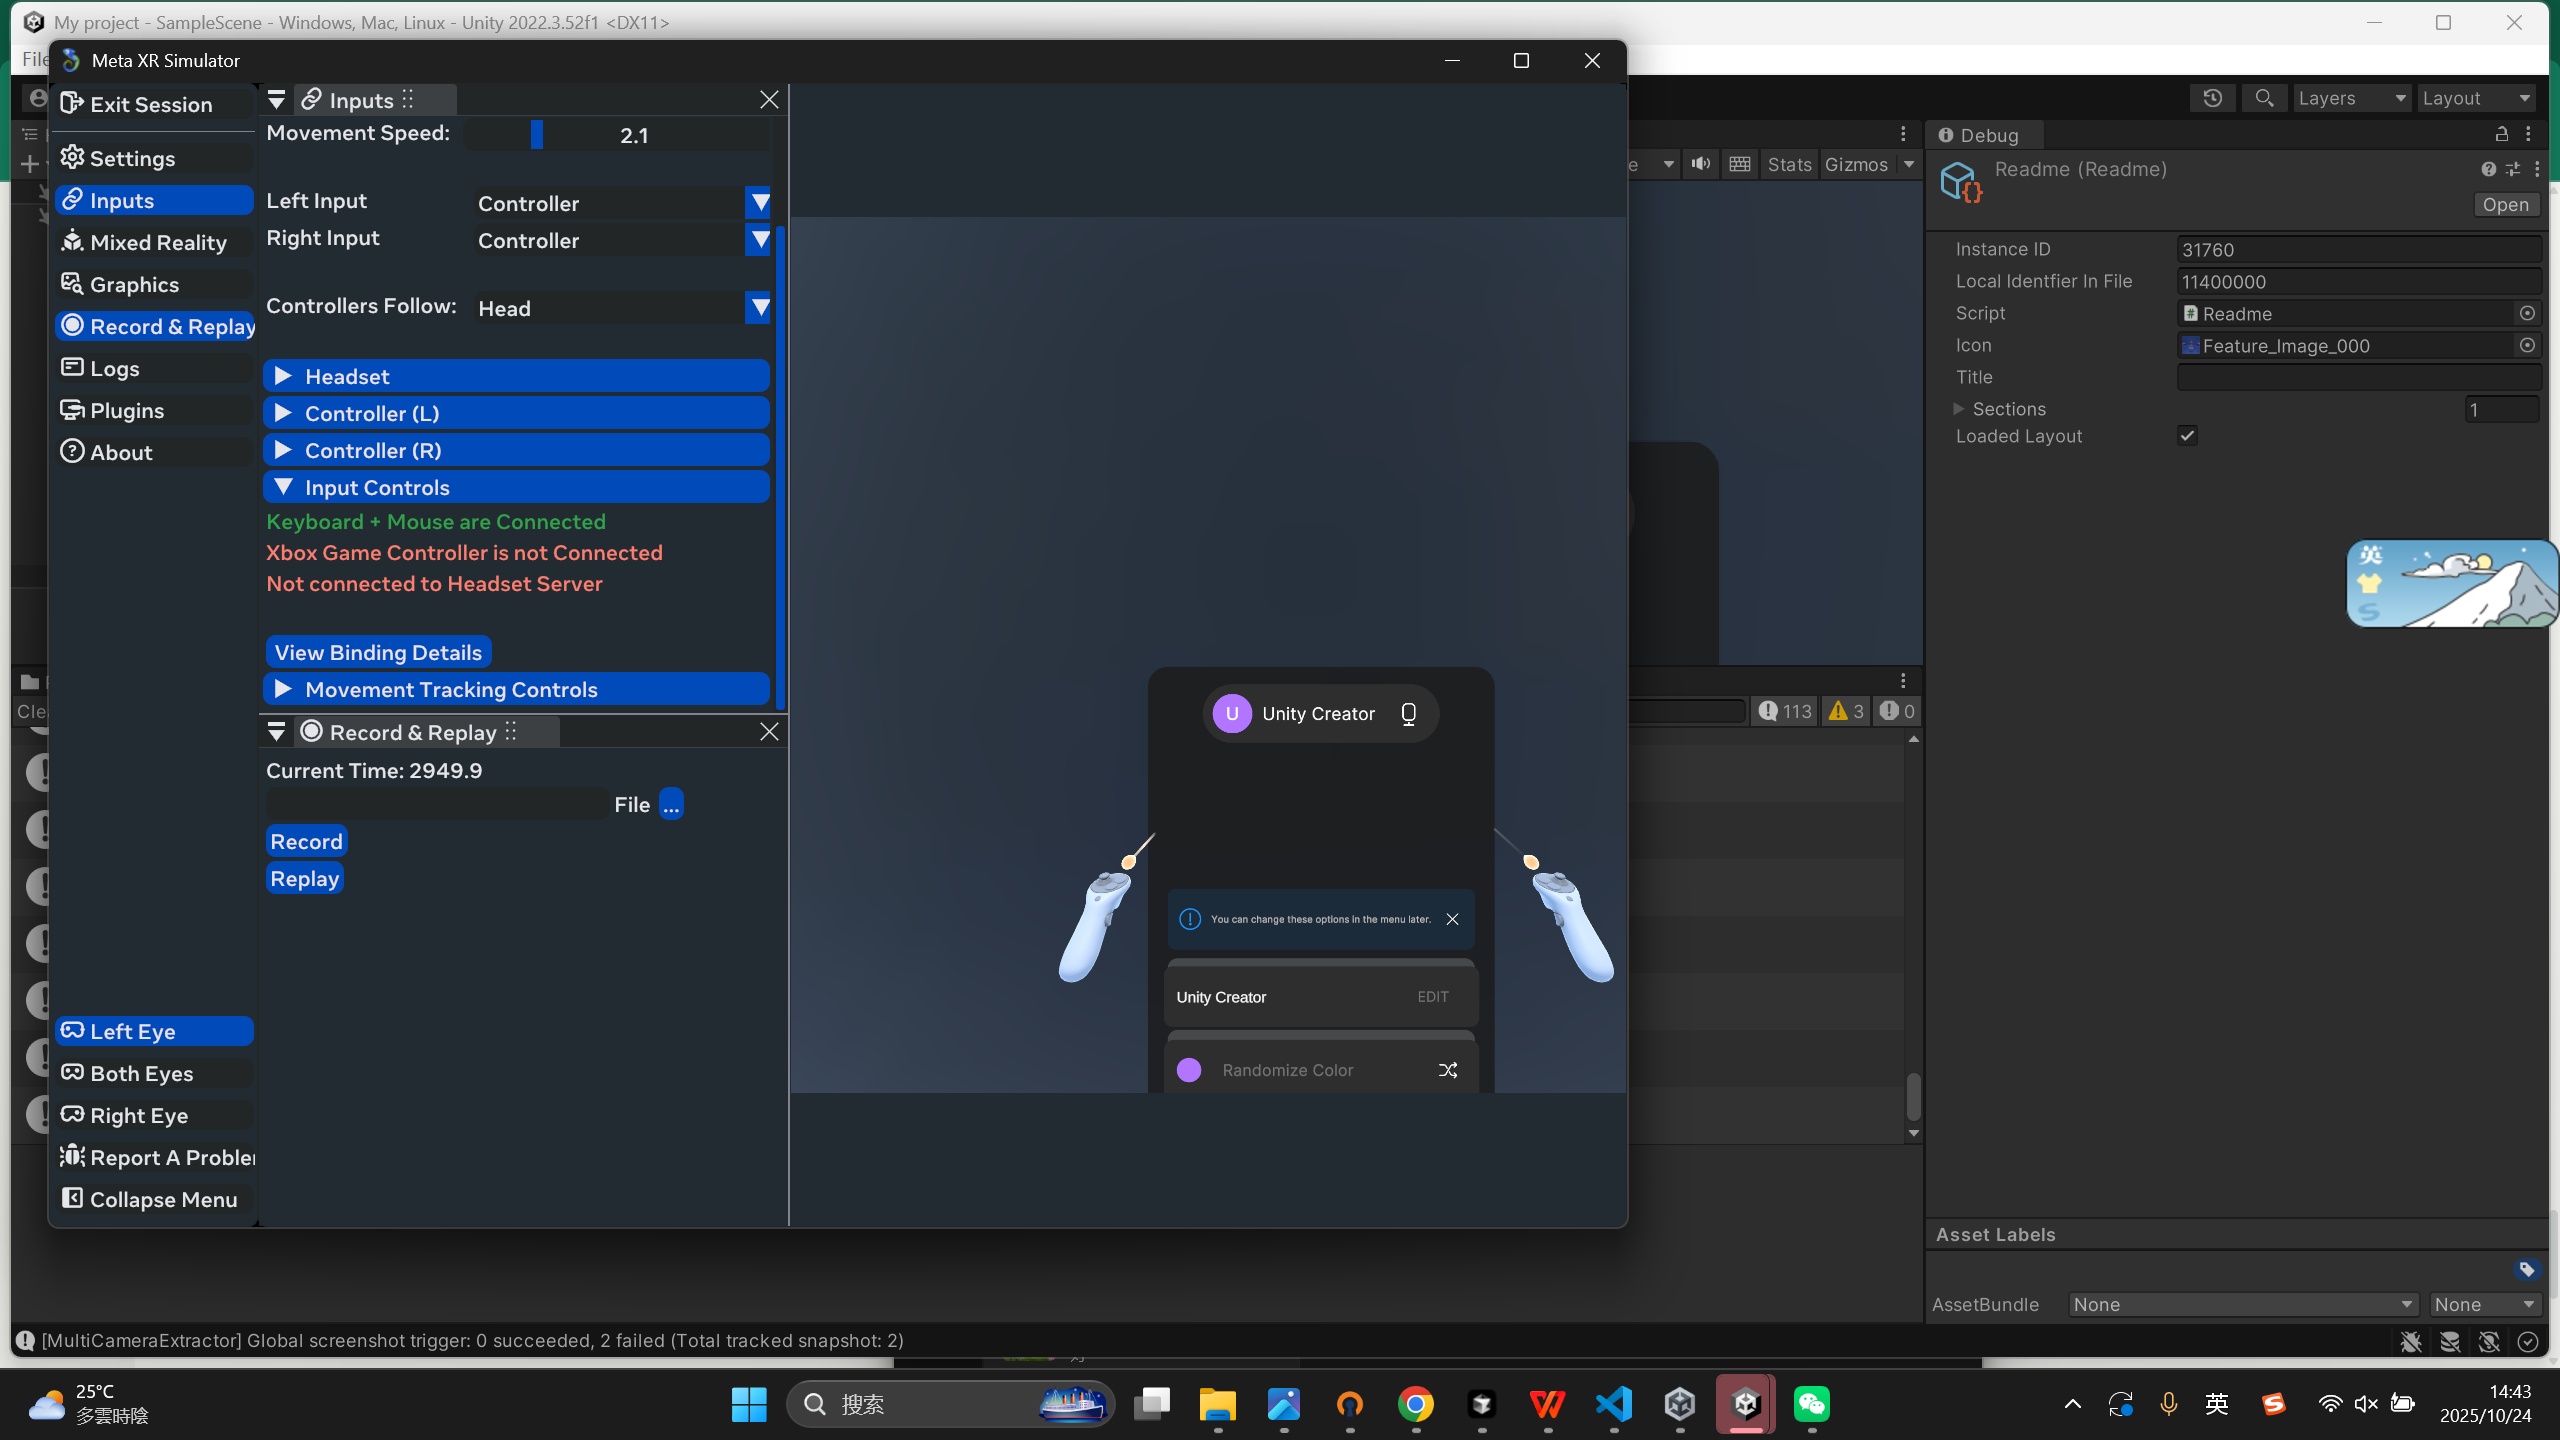 My project - SampleScene - Windows, Mac, Linux - Unity 2022.3.52f1 <DX11>
File
Meta XR Simulator
Exit Session
Settings
Inputs
Mixed Reality
Graphics
Record & Replay
Logs
Plugins
About
Left Eye
Both Eyes
Right Eye
Report A Probler
Collapse Menu
Inputs
Movement Speed: 2.1
Left Input Controller
Right Input Controller
Controllers Follow: Head
Headset
Controller (L)
Controller (R)
Input Controls
Keyboard + Mouse are Connected
Xbox Game Controller is not Connected
Not connected to Headset Server
View Binding Details
Movement Tracking Controls
Record & Replay
Current Time: 2949.9
File ...
Record
Replay
U Unity Creator
You can change these options in the menu later.
Unity Creator EDIT
Randomize Color
Layers Layout
Stats Gizmos
113 3 0
Debug
Readme (Readme)
Open
Instance ID 31760
Local Identfier In File 11400000
Script Readme
Icon Feature_Image_000
Title
Sections 1
Loaded Layout
英
Asset Labels
AssetBundle None None
[MultiCameraExtractor] Global screenshot trigger: 0 succeeded, 2 failed (Total tracked snapshot: 2)
25°C
多雲時陰
搜索
英
14:43
2025/10/24